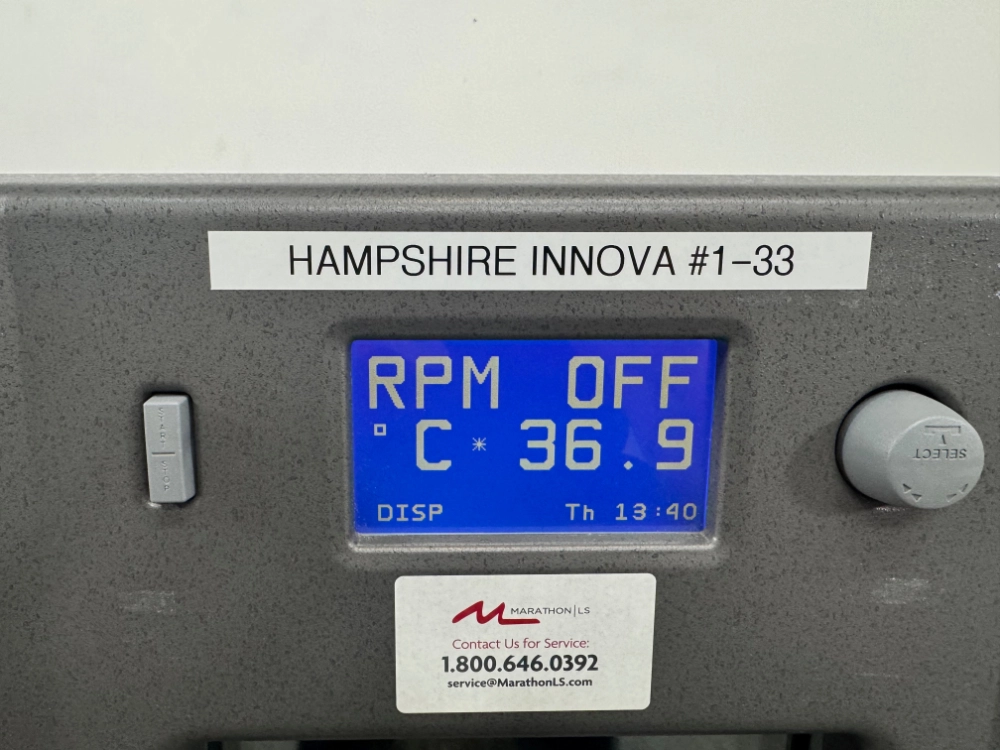 HAMPSHIRE INNOVA #1-33
RPM OFF
°C * 36.9
DISP Th 13:40
SELECT
MARATHON|LS
Contact Us for Service:
1.800.646.0392
service@MarathonLS.com